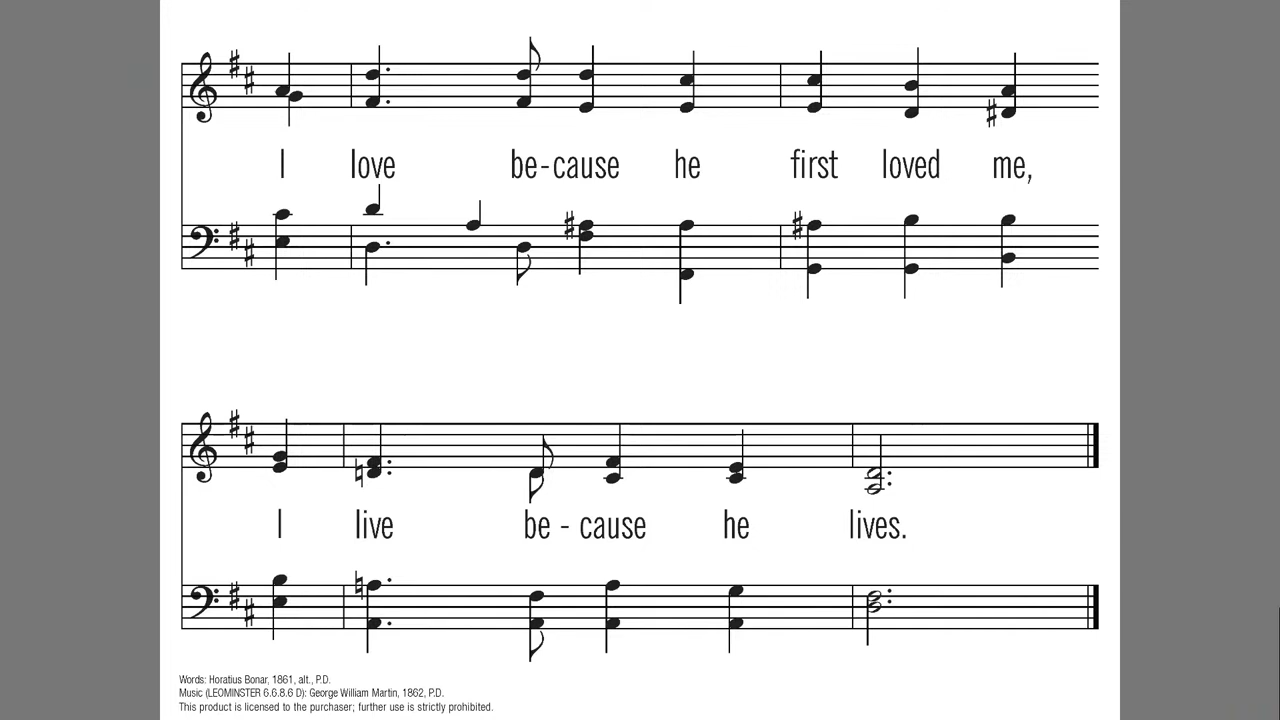 I love be-cause he first loved me,
I live be - cause he lives.
Words: Horatius Bonar, 1861, alt., P.D.
Music (LEOMINSTER 6.6.8.6 D): George William Martin, 1862, P.D.
This product is licensed to the purchaser; further use is strictly prohibited.